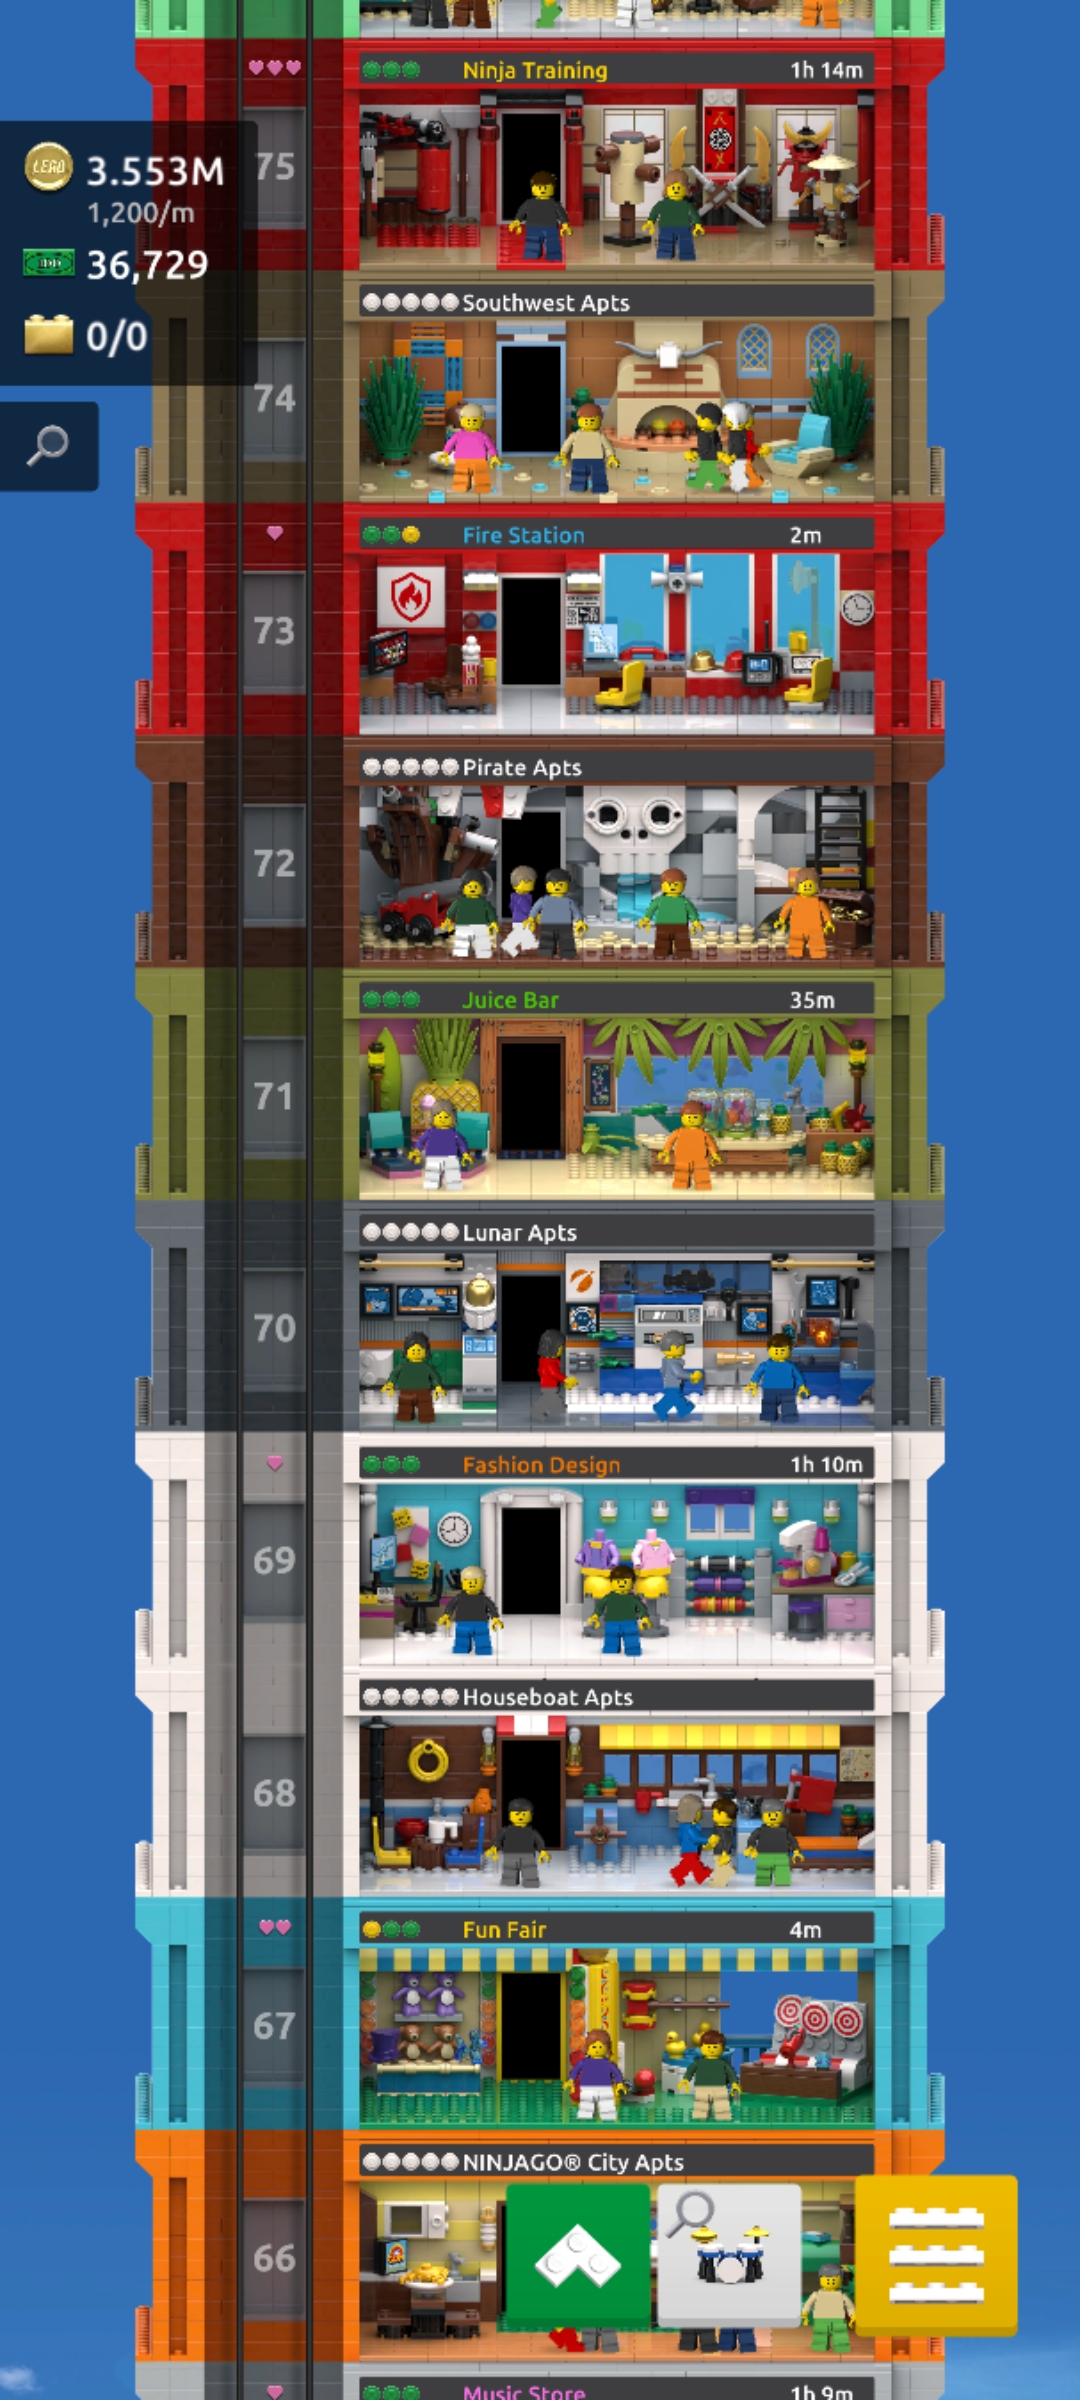 Ninja Training 1h 14m
75
LEGO 3.553M
1,200/m
36,729
0/0
Southwest Apts
74
Fire Station 2m
73
Pirate Apts
72
Juice Bar 35m
71
Lunar Apts
70
Fashion Design 1h 10m
69
Houseboat Apts
68
Fun Fair 4m
67
NINJAGO® City Apts
66
Music Store 1h 9m